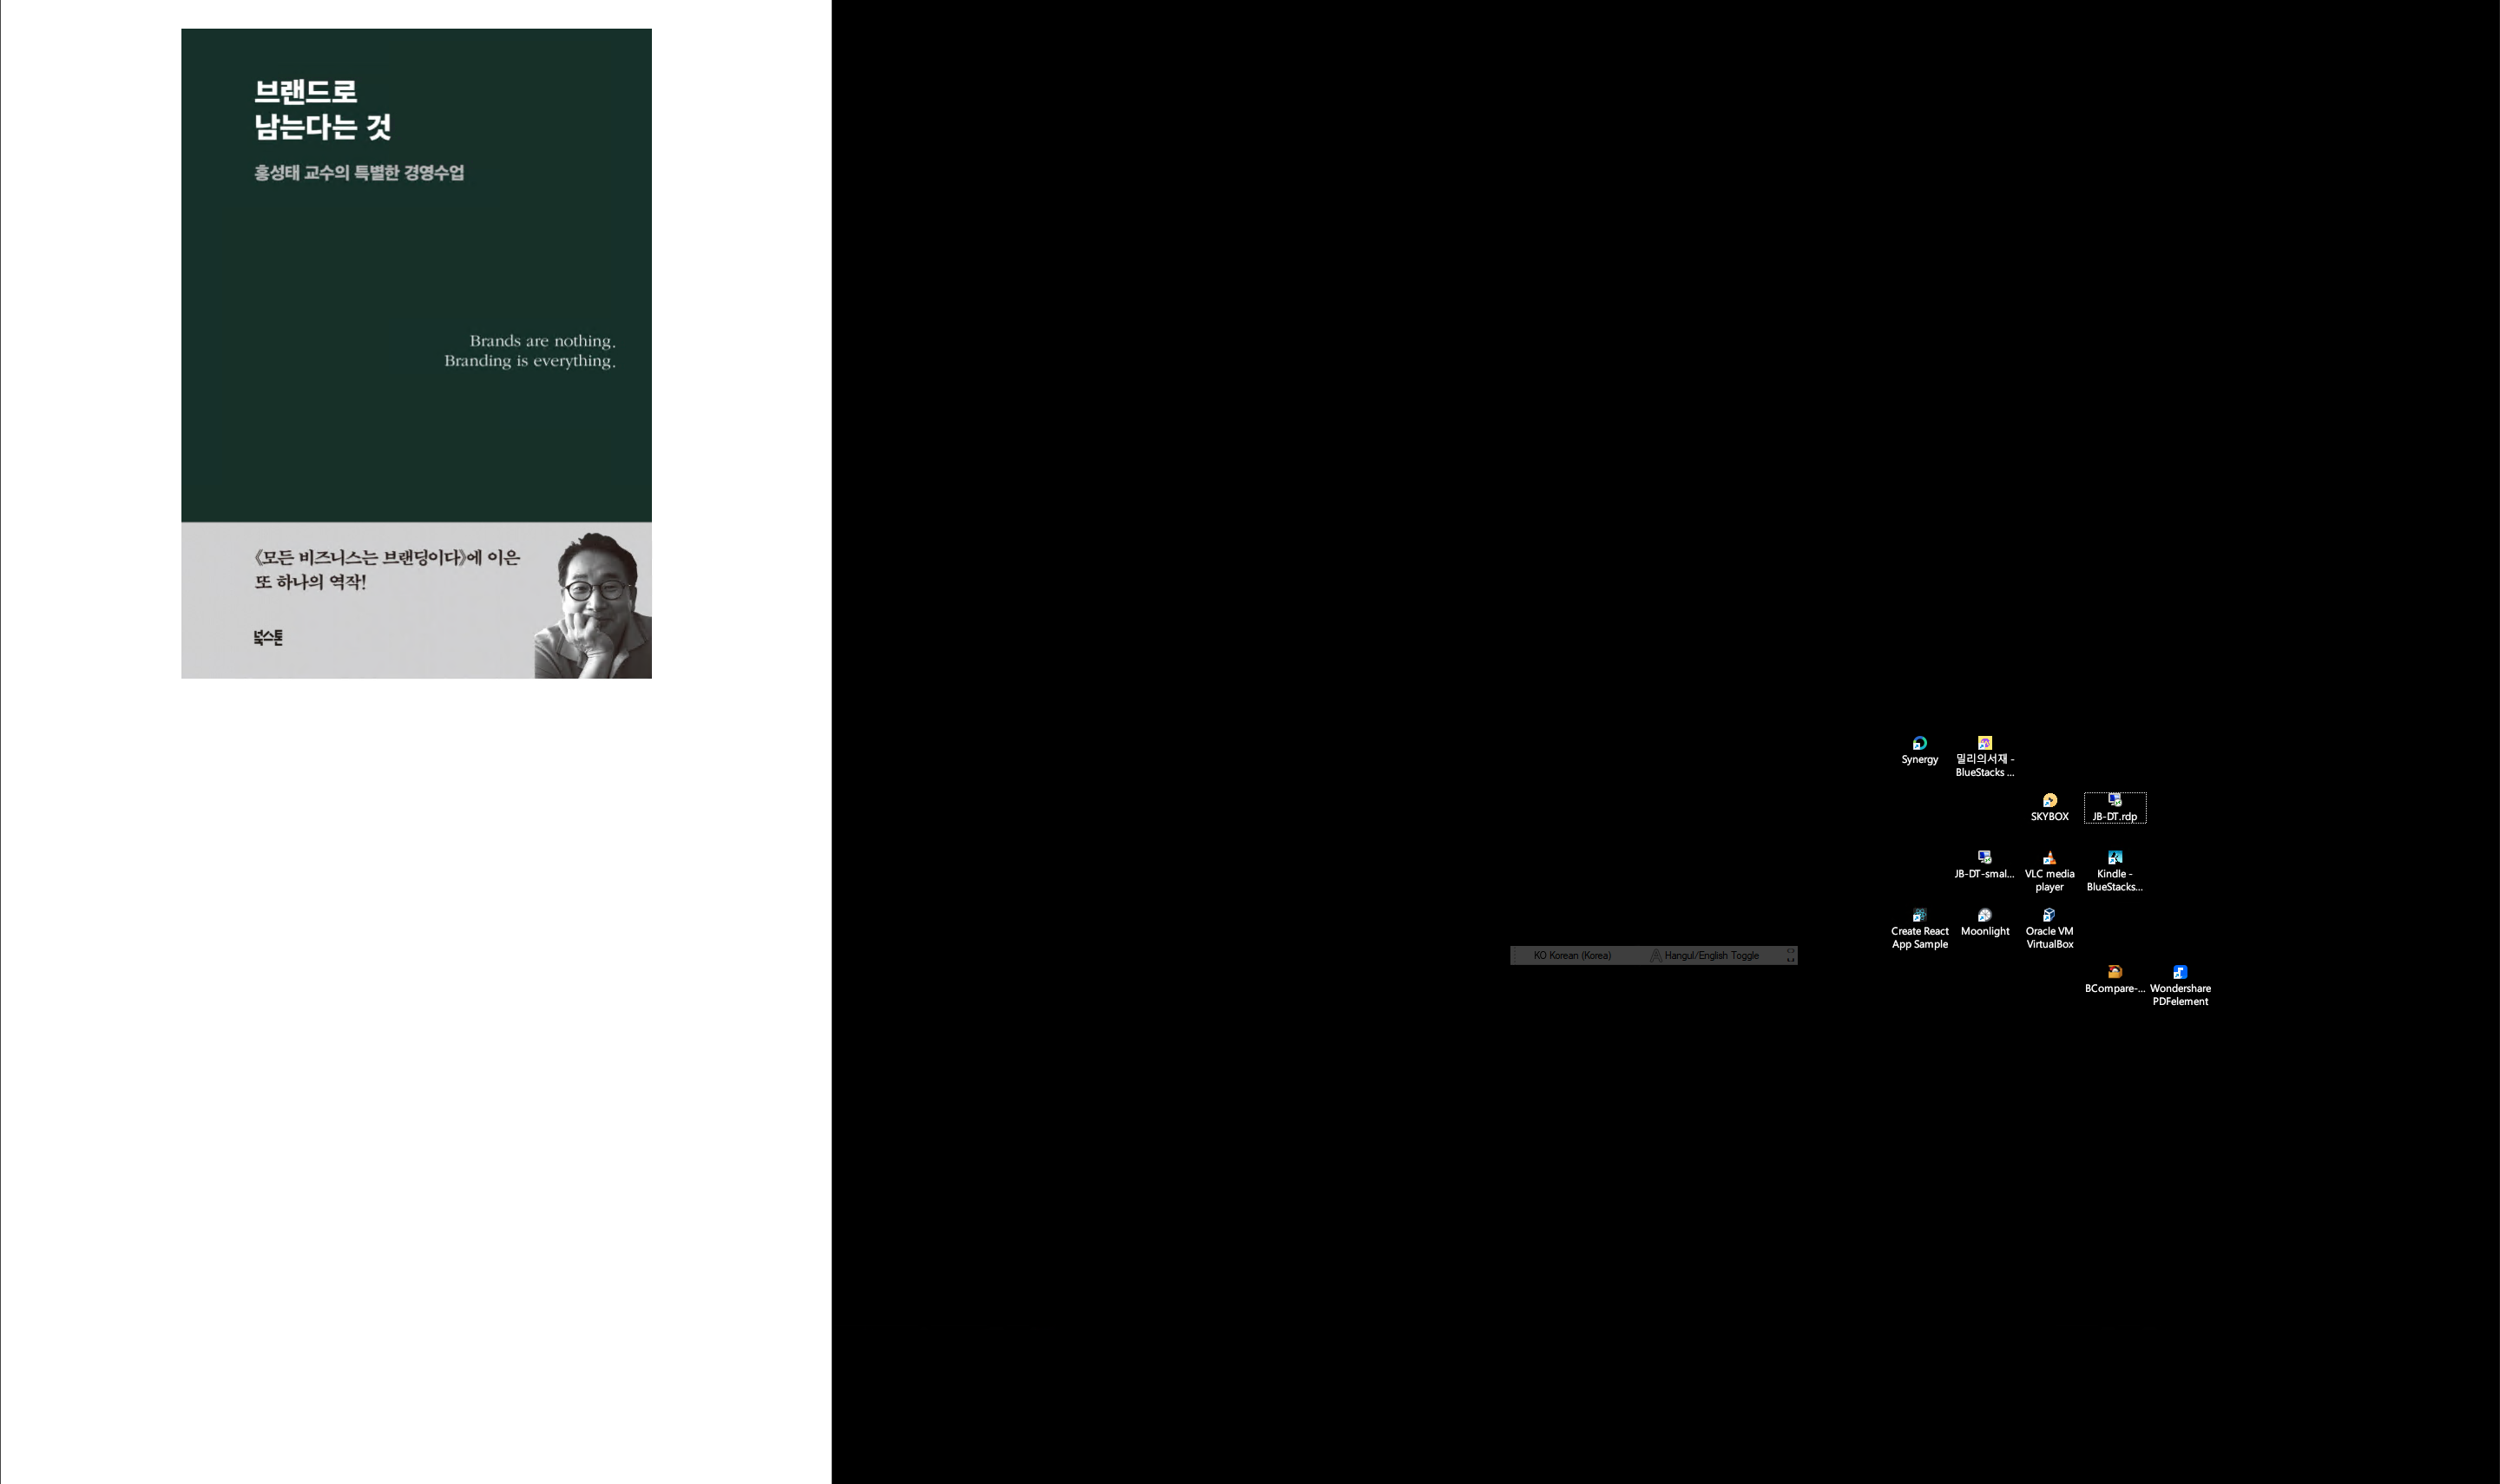 브랜드로
남는다는 것
홍성태 교수의 특별한 경영수업
Brands are nothing.
Branding is everything.
《모든 비즈니스는 브랜딩이다》에 이은
또 하나의 역작!
북스톤
Synergy
밀리의서재 -
BlueStacks ...
SKYBOX
JB-DT.rdp
JB-DT-smal...
VLC media
player
Kindle -
BlueStacks...
Create React
App Sample
Moonlight
Oracle VM
VirtualBox
KO Korean (Korea)
A Hangul/English Toggle
BCompare-...
Wondershare
PDFelement